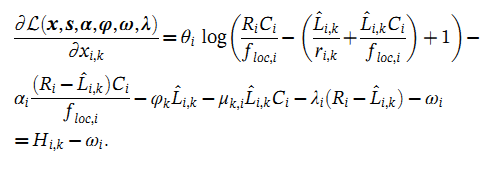 ∂ℒ(x, s, α, φ, ω, λ)/∂x_{i,k} = θ_i log(R_i C_i / f_{loc,i} − (L̂_{i,k}/r_{i,k} + L̂_{i,k} C_i / f_{loc,i}) + 1) −
α_i (R_i − L̂_{i,k})C_i / f_{loc,i} − φ_k L̂_{i,k} − μ_{k,i} L̂_{i,k} C_i − λ_i(R_i − L̂_{i,k}) − ω_i
= H_{i,k} − ω_i.